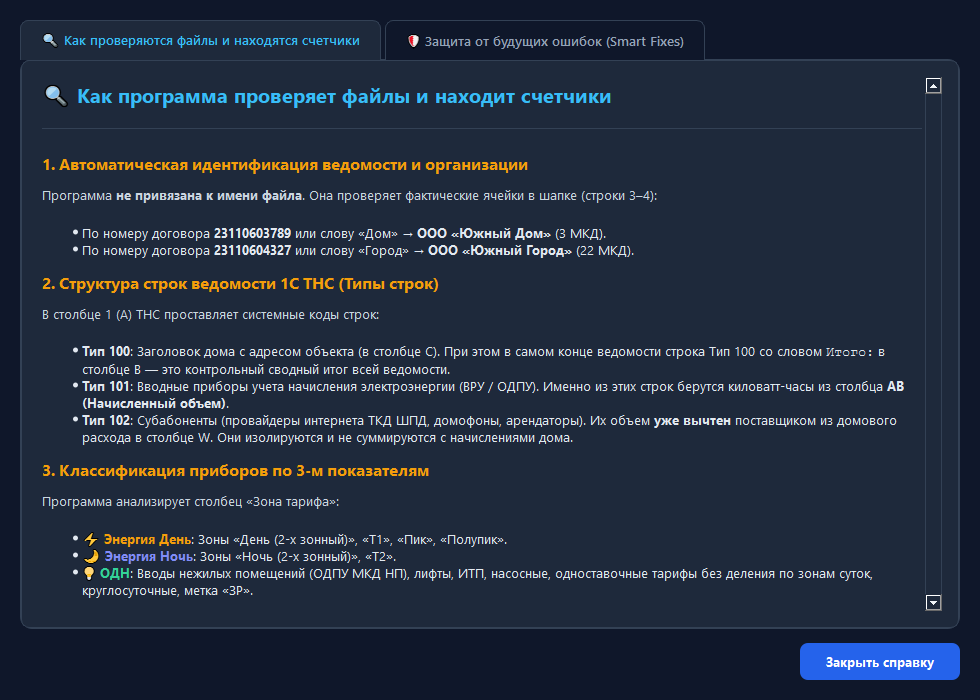 Как проверяются файлы и находятся счетчики
Защита от будущих ошибок (Smart Fixes)
Как программа проверяет файлы и находит счетчики
1. Автоматическая идентификация ведомости и организации
Программа не привязана к имени файла. Она проверяет фактические ячейки в шапке (строки 3–4):
• По номеру договора 23110603789 или слову «Дом» → ООО «Южный Дом» (3 МКД).
• По номеру договора 23110604327 или слову «Город» → ООО «Южный Город» (22 МКД).
2. Структура строк ведомости 1С ТНС (Типы строк)
В столбце 1 (A) ТНС проставляет системные коды строк:
• Тип 100: Заголовок дома с адресом объекта (в столбце C). При этом в самом конце ведомости строка Тип 100 со словом Итого: в
столбце B — это контрольный сводный итог всей ведомости.
• Тип 101: Вводные приборы учета начисления электроэнергии (ВРУ / ОДПУ). Именно из этих строк берутся киловатт-часы из столбца AB
(Начисленный объем).
• Тип 102: Субабоненты (провайдеры интернета ТКД ШПД, домофоны, арендаторы). Их объем уже вычтен поставщиком из домового
расхода в столбце W. Они изолируются и не суммируются с начислениями дома.
3. Классификация приборов по 3-м показателям
Программа анализирует столбец «Зона тарифа»:
• ⚡ Энергия День: Зоны «День (2-х зонный)», «Т1», «Пик», «Полупик».
• 🌙 Энергия Ночь: Зоны «Ночь (2-х зонный)», «Т2».
• 💡 ОДН: Вводы нежилых помещений (ОДПУ МКД НП), лифты, ИТП, насосные, одноставочные тарифы без деления по зонам суток,
круглосуточные, метка «ЗР».
Закрыть справку